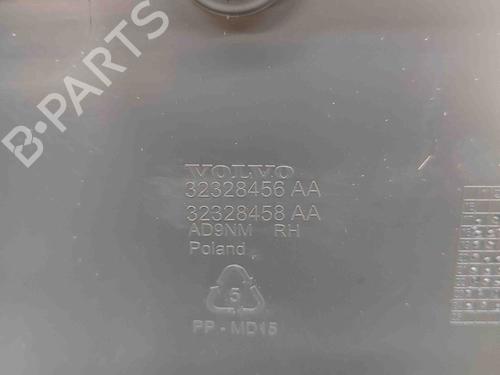 B-PARTS
VOLVO
32328456 AA
32328458 AA
AD9NM RH
Poland
5
PP - MD15